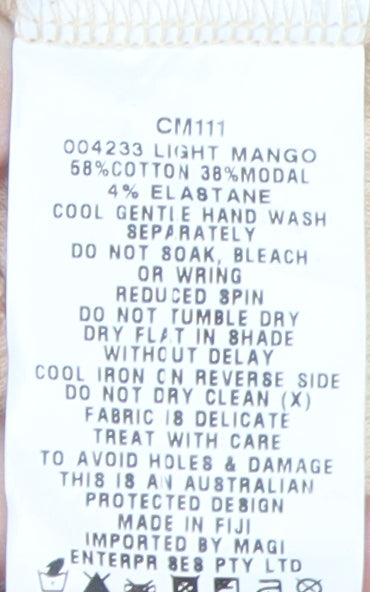 CM111
004233 LIGHT MANGO
58%COTTON 38%MODAL
4% ELASTANE
COOL GENTLE HAND WASH
SEPARATELY
DO NOT SOAK, BLEACH
OR WRING
REDUCED SPIN
DO NOT TUMBLE DRY
DRY FLAT IN SHADE
WITHOUT DELAY
COOL IRON ON REVERSE SIDE
DO NOT DRY CLEAN (X)
FABRIC IS DELICATE
TREAT WITH CARE
TO AVOID HOLES & DAMAGE
THIS IS AN AUSTRALIAN
PROTECTED DESIGN
MADE IN FIJI
IMPORTED BY MAGI
ENTERPRISES PTY LTD